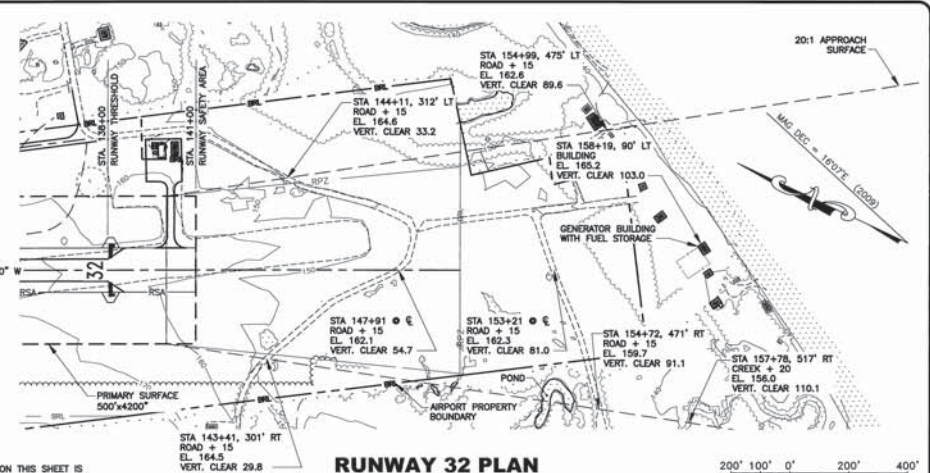 20:1 APPROACH
SURFACE
STA 154+99, 475' LT
ROAD + 15
EL. 162.6
VERT. CLEAR 89.6
STA. 138+00
RUNWAY THRESHOLD
STA. 141+00
RUNWAY SAFETY AREA
BRL
BRL
STA 144+11, 312' LT
ROAD + 15
EL. 164.6
VERT. CLEAR 33.2
MAG DEC = 16°07'E (2009)
STA 158+19, 90' LT
BUILDING
EL. 165.2
VERT. CLEAR 103.0
RPZ
GENERATOR BUILDING
WITH FUEL STORAGE
0" W
32
150
RSA
RSA
STA 147+91 @ ℄
ROAD + 15
EL. 162.1
VERT. CLEAR 54.7
STA 153+21 @ ℄
ROAD + 15
EL. 162.3
VERT. CLEAR 81.0
RPZ
STA 154+72, 471' RT
ROAD + 15
EL. 159.7
VERT. CLEAR 91.1
STA 157+78, 517' RT
CREEK + 20
EL. 156.0
VERT. CLEAR 110.1
PRIMARY SURFACE
500'x4200'
POND
BRL
BRL
BRL
AIRPORT PROPERTY
BOUNDARY
STA 143+41, 301' RT
ROAD + 15
EL. 164.5
VERT. CLEAR 29.8
ON THIS SHEET IS
RUNWAY 32 PLAN
200' 100' 0' 200' 400'